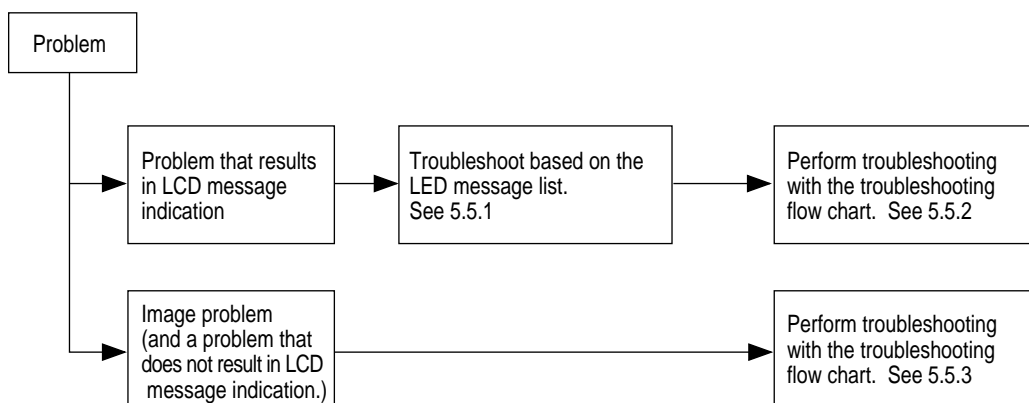 Problem
Problem that results
in LCD message
indication
Troubleshoot based on the
LED message list.
See 5.5.1
Perform troubleshooting
with the troubleshooting
flow chart.  See 5.5.2
Image problem
(and a problem that
does not result in LCD
message indication.)
Perform troubleshooting
with the troubleshooting
flow chart.  See 5.5.3